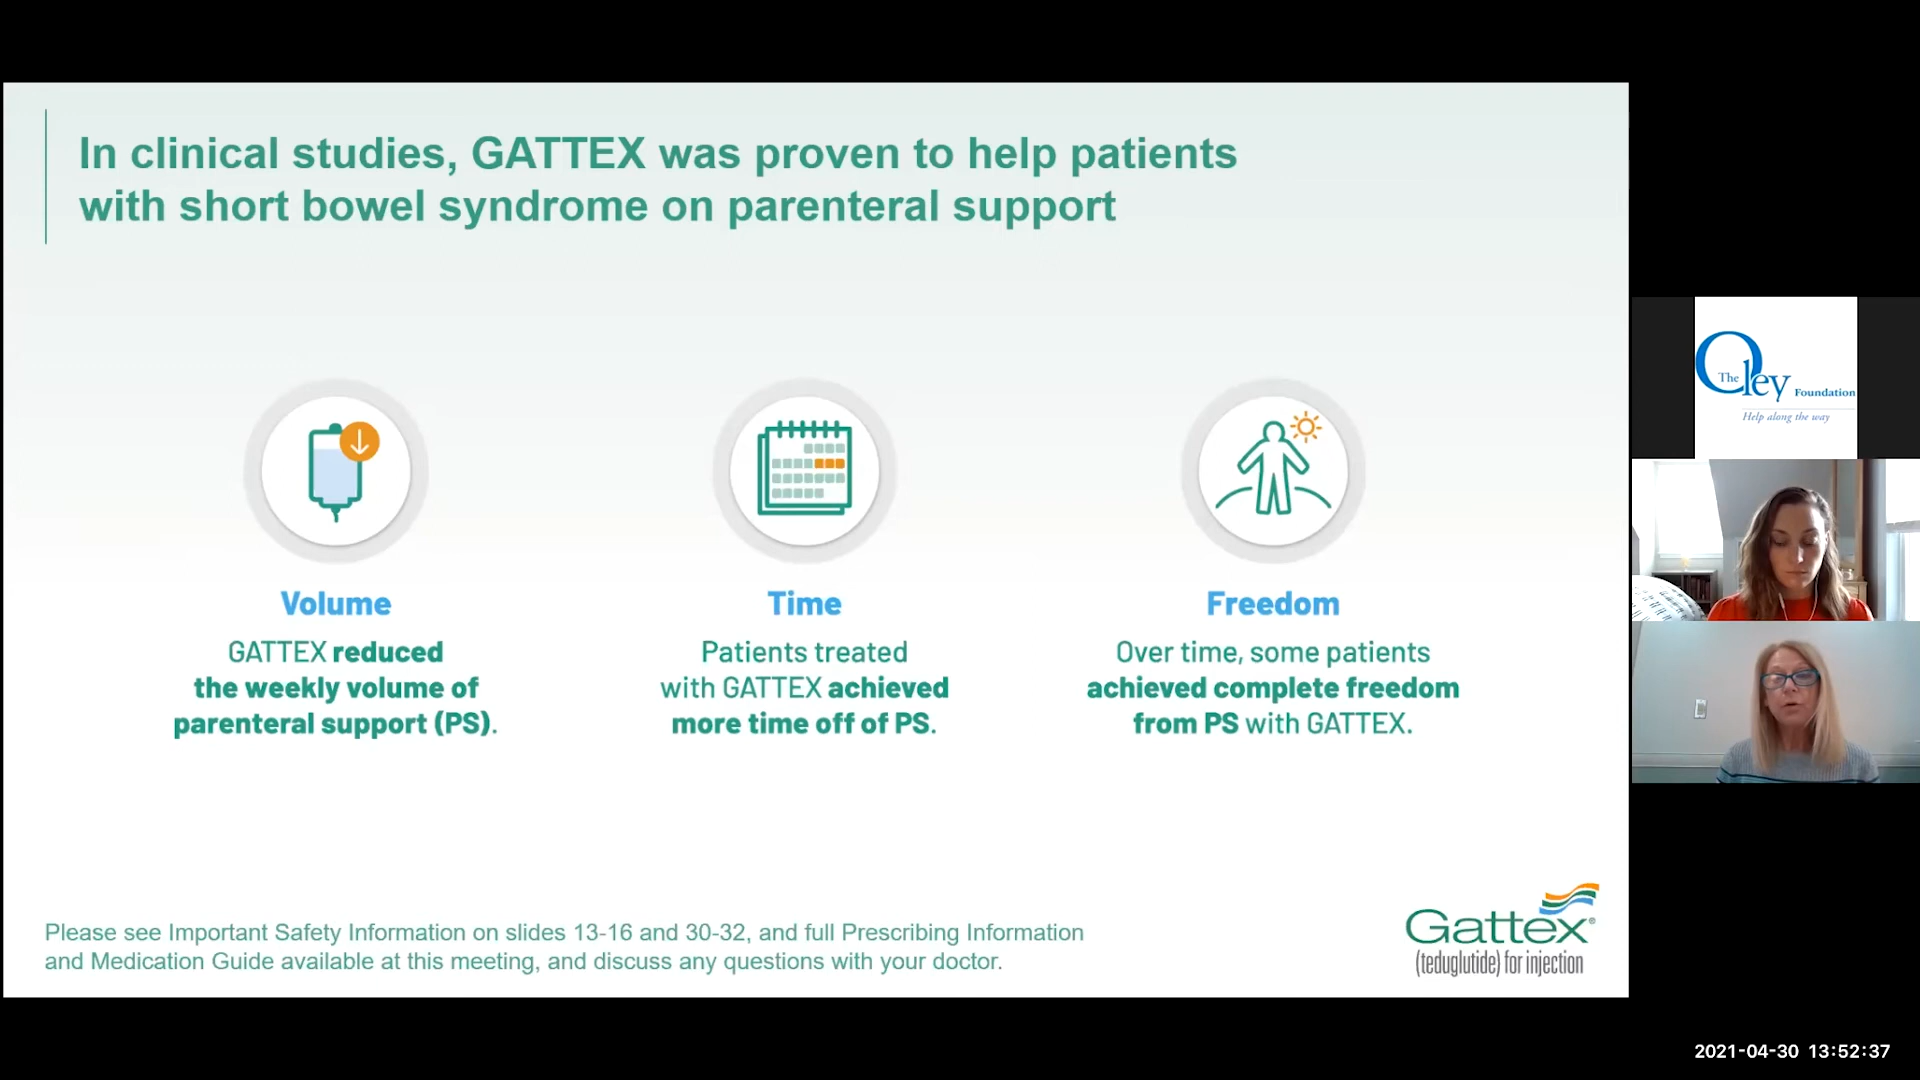 In clinical studies, GATTEX was proven to help patients
with short bowel syndrome on parenteral support
Volume
GATTEX reduced
the weekly volume of
parenteral support (PS).
Time
Patients treated
with GATTEX achieved
more time off of PS.
Freedom
Over time, some patients
achieved complete freedom
from PS with GATTEX.
Please see Important Safety Information on slides 13-16 and 30-32, and full Prescribing Information
and Medication Guide available at this meeting, and discuss any questions with your doctor.
Gattex®
(teduglutide) for injection
The Oley Foundation
Help along the way
2021-04-30 13:52:37